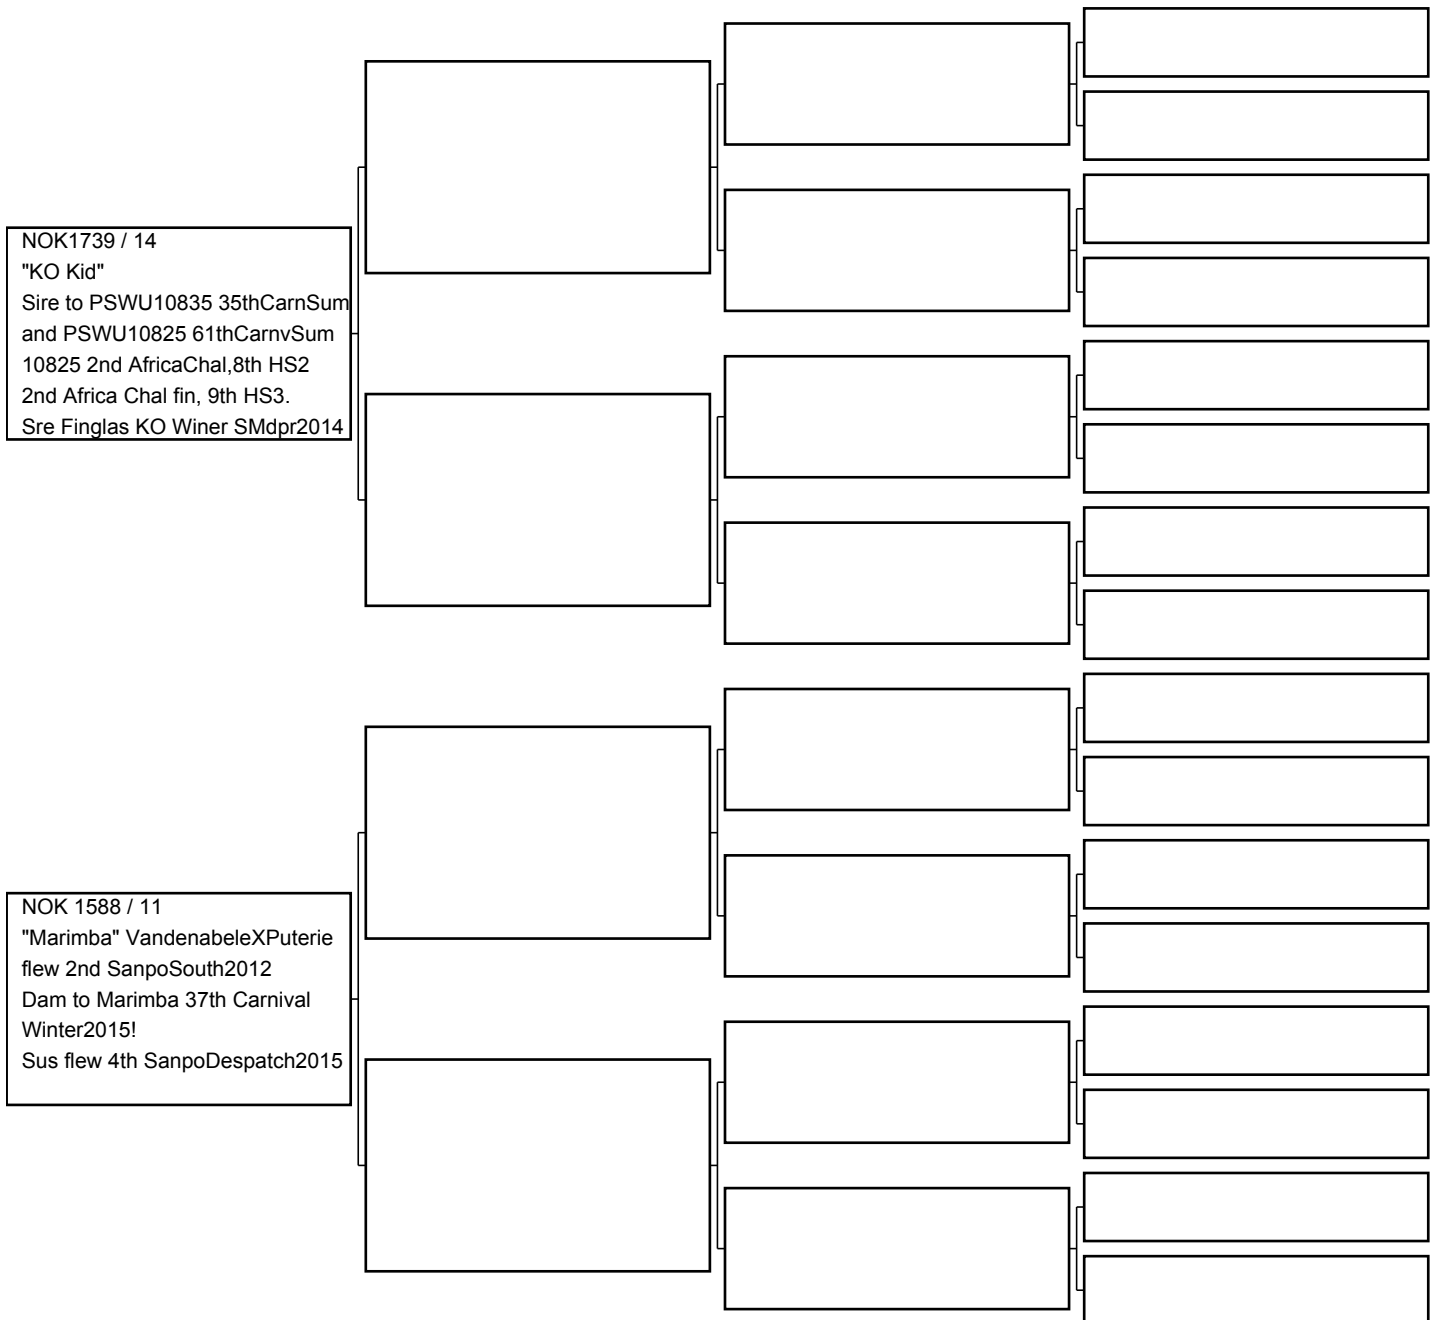 NOK1739 / 14
"KO Kid"
Sire to PSWU10835 35thCarnSum
and PSWU10825 61thCarnvSum
10825 2nd AfricaChal,8th HS2
2nd Africa Chal fin, 9th HS3.
Sre Finglas KO Winer SMdpr2014
NOK 1588 / 11
"Marimba" VandenabeleXPuterie
flew 2nd SanpoSouth2012
Dam to Marimba 37th Carnival
Winter2015!
Sus flew 4th SanpoDespatch2015